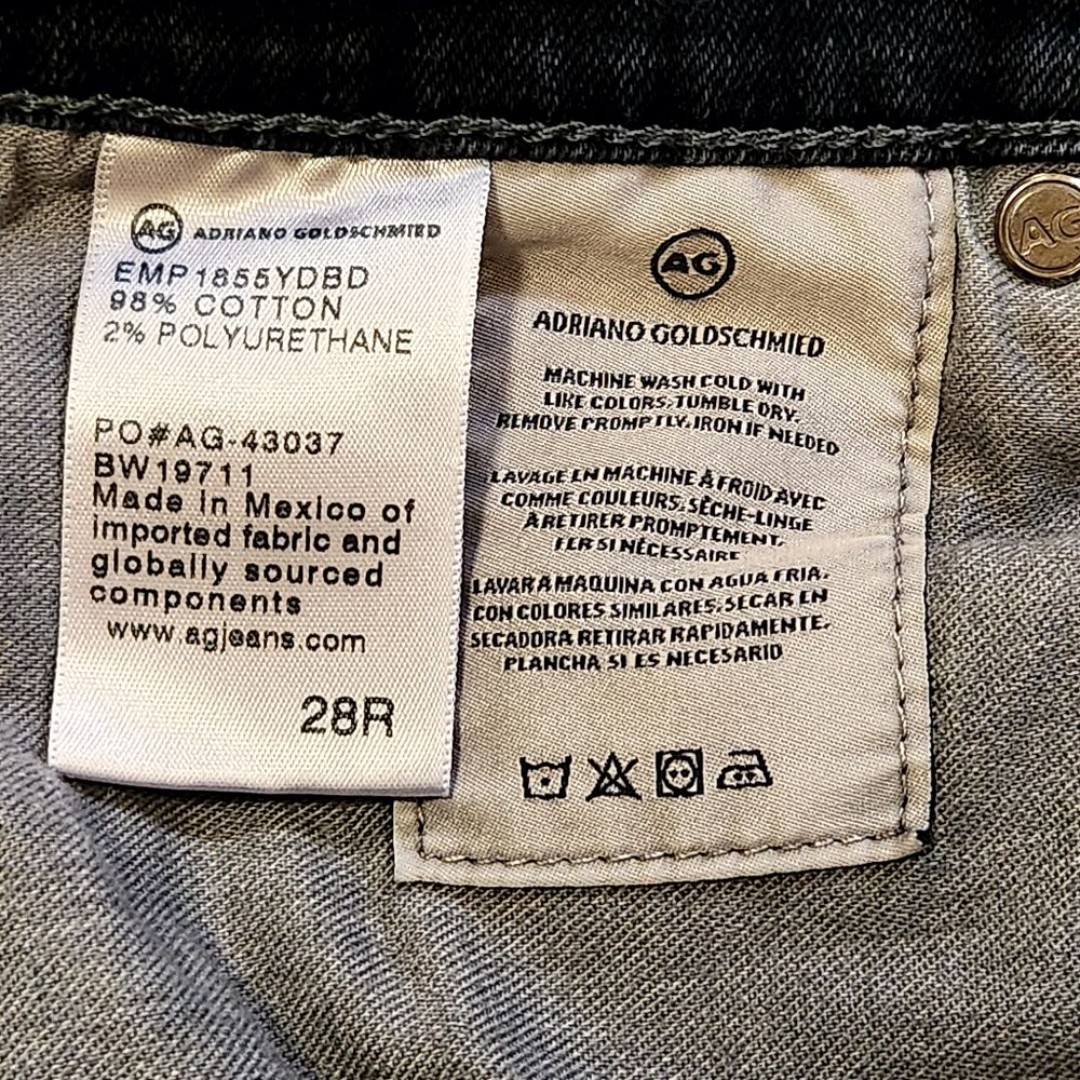 AG ADRIANO GOLDSCHMIED
EMP1855YDBD
98% COTTON
2% POLYURETHANE
PO#AG-43037
BW19711
Made in Mexico of
imported fabric and
globally sourced
components
www.agjeans.com
28R
AG
ADRIANO GOLDSCHMIED
MACHINE WASH COLD WITH
LIKE COLORS, TUMBLE DRY.
REMOVE PROMPTLY, IRON IF NEEDED
LAVAGE EN MACHINE À FROID AVEC
COMME COULEURS, SÈCHE-LINGE
À RETIRER PROMPTEMENT.
FER SI NÉCESSAIRE
LAVAR A MAQUINA CON AGUA FRIA.
CON COLORES SIMILARES. SECAR EN
SECADORA RETIRAR RAPIDAMENTE.
PLANCHA SI ES NECESARIO
AG